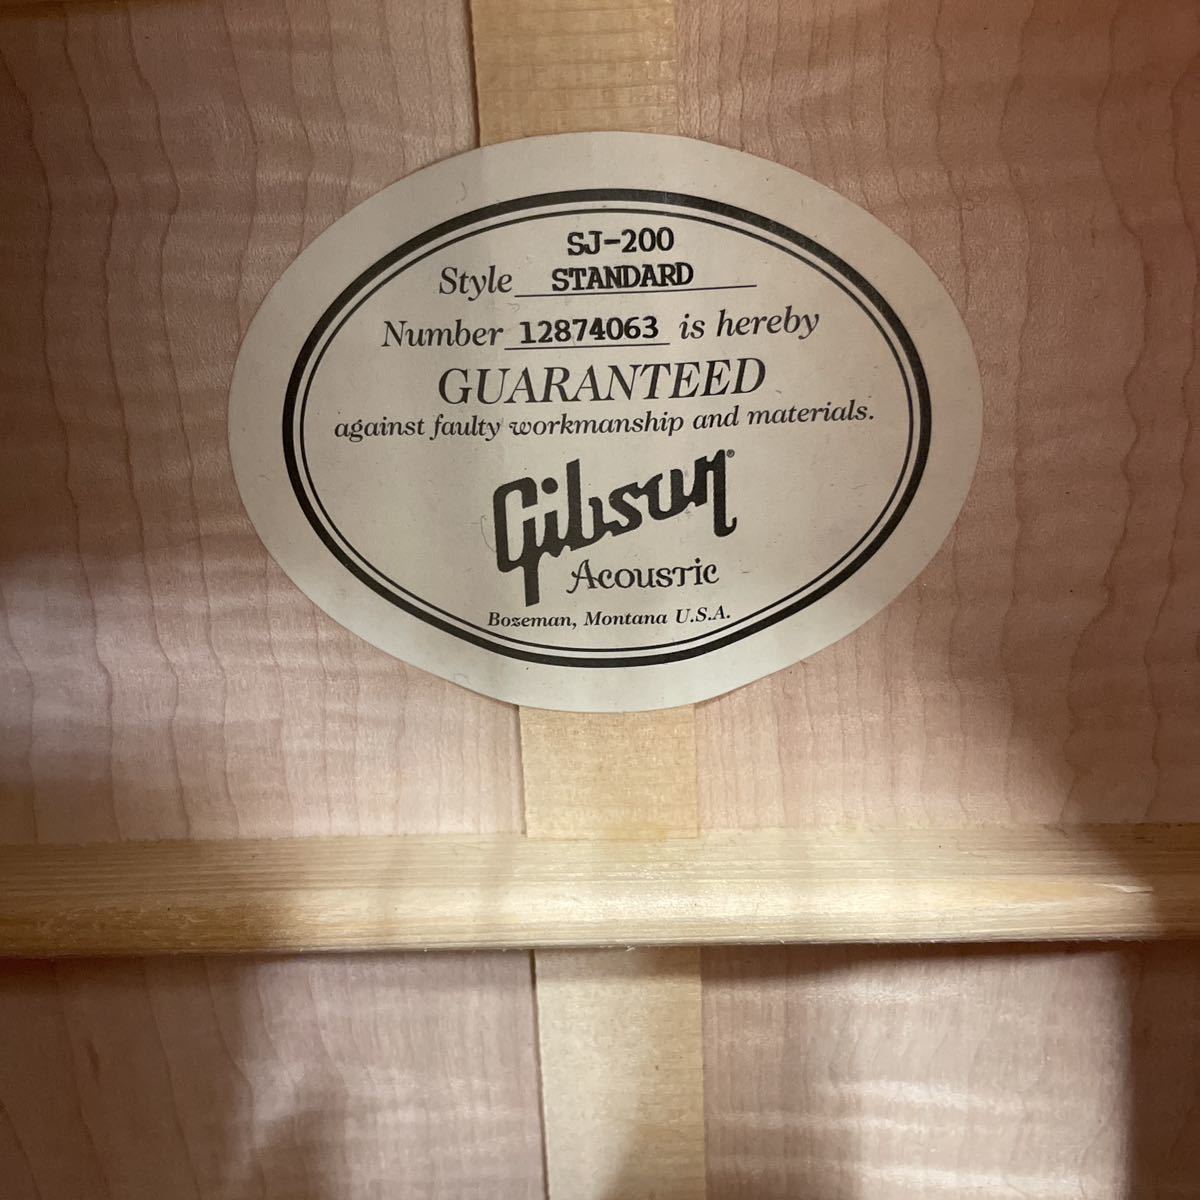 SJ-200
Style STANDARD
Number 12874063 is hereby
GUARANTEED
against faulty workmanship and materials.
Gibson®
Acoustic
Bozeman, Montana U.S.A.